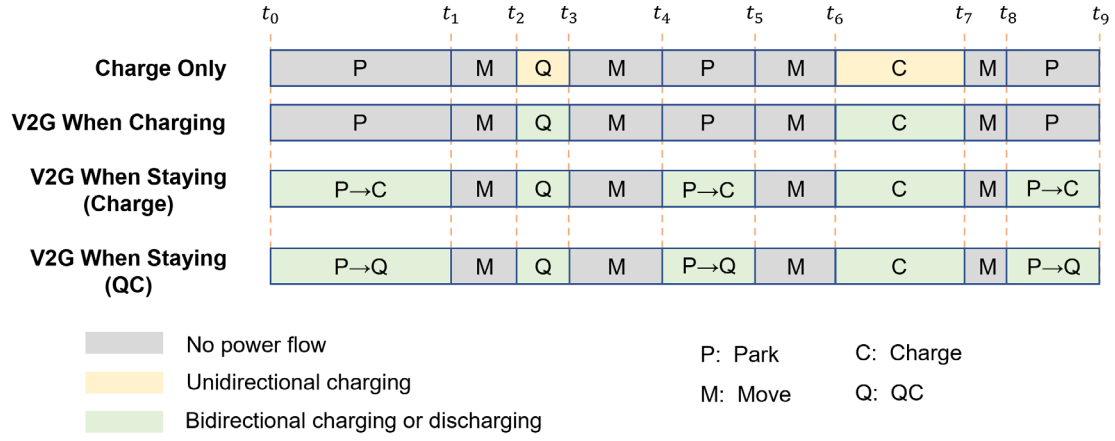 t₀ t₁ t₂ t₃ t₄ t₅ t₆ t₇ t₈ t₉
Charge Only P M Q M P M C M P
V2G When Charging P M Q M P M C M P
V2G When Staying
(Charge) P→C M Q M P→C M C M P→C
V2G When Staying
(QC) P→Q M Q M P→Q M C M P→Q
No power flow
Unidirectional charging
Bidirectional charging or discharging
P: Park C: Charge
M: Move Q: QC